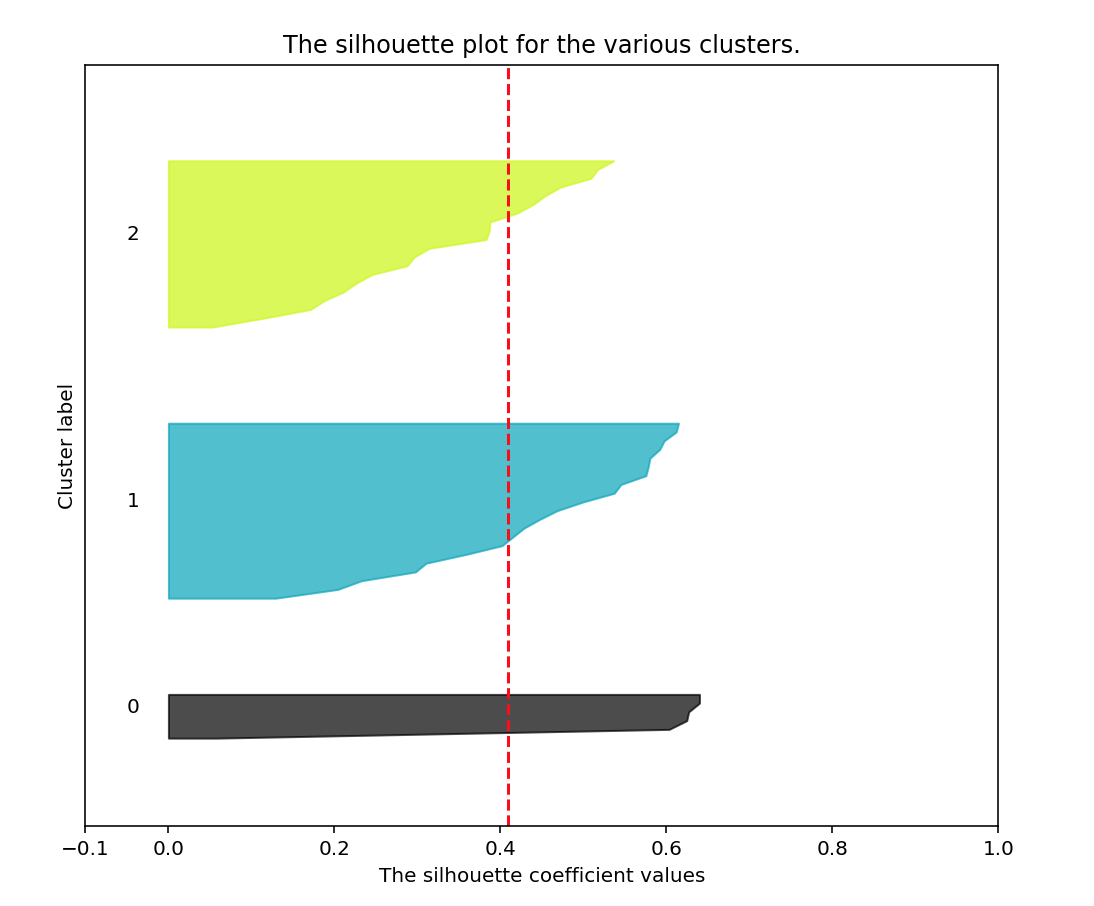 The silhouette plot for the various clusters.
2
1
0
Cluster label
−0.1 0.0 0.2 0.4 0.6 0.8 1.0
The silhouette coefficient values